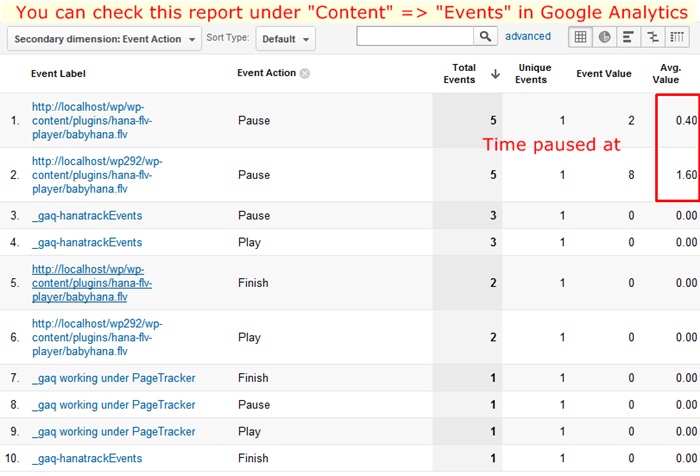 You can check this report under "Content" => "Events" in Google Analytics
Secondary dimension: Event Action Sort Type: Default advanced
Event Label Event Action Total Events Unique Events Event Value Avg. Value
1. http://localhost/wp/wp-
content/plugins/hana-flv-
player/babyhana.flv Pause 5 1 2 0.40
Time paused at
2. http://localhost/wp292/wp-
content/plugins/hana-flv-
player/babyhana.flv Pause 5 1 8 1.60
3. _gaq-hanatrackEvents Pause 3 1 0 0.00
4. _gaq-hanatrackEvents Play 3 1 0 0.00
5. http://localhost/wp/wp-
content/plugins/hana-flv-
player/babyhana.flv Finish 2 1 0 0.00
6. http://localhost/wp292/wp-
content/plugins/hana-flv-
player/babyhana.flv Play 2 1 0 0.00
7. _gaq working under PageTracker Finish 1 1 0 0.00
8. _gaq working under PageTracker Pause 1 1 0 0.00
9. _gaq working under PageTracker Play 1 1 0 0.00
10. _gaq-hanatrackEvents Finish 1 1 0 0.00